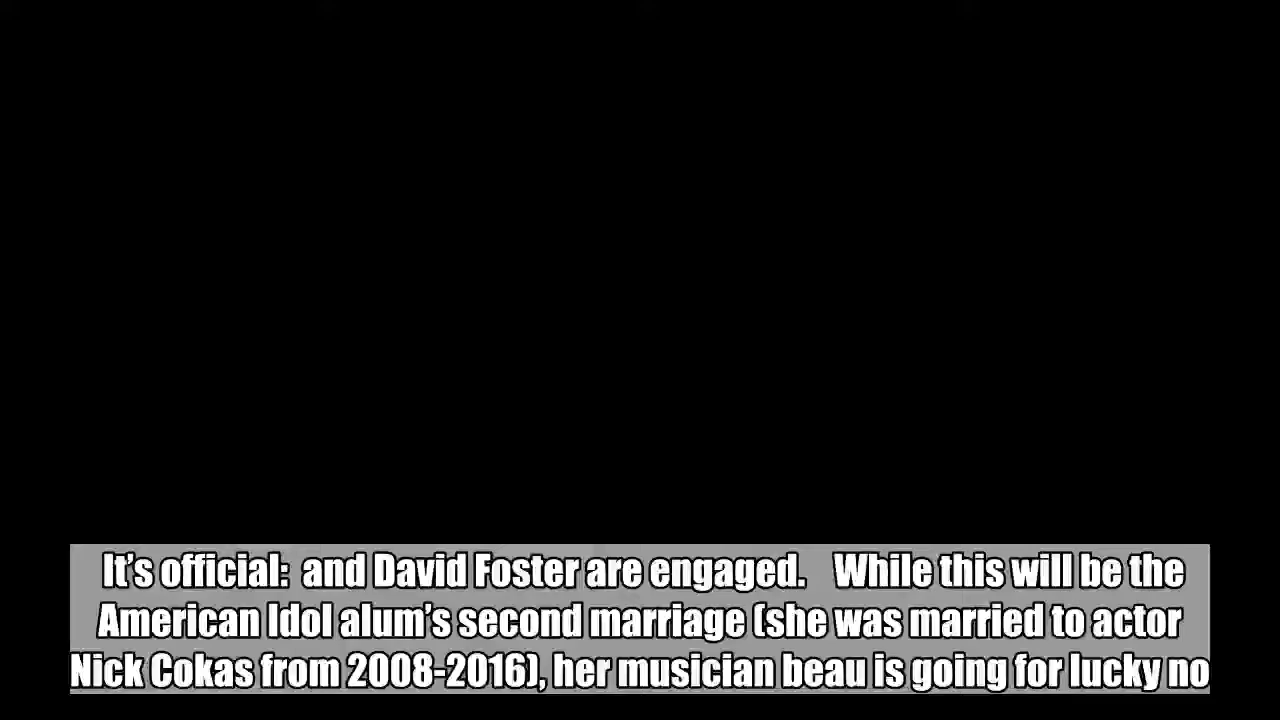 It’s official:  and David Foster are engaged.    While this will be the
American Idol alum’s second marriage (she was married to actor
Nick Cokas from 2008-2016), her musician beau is going for lucky no